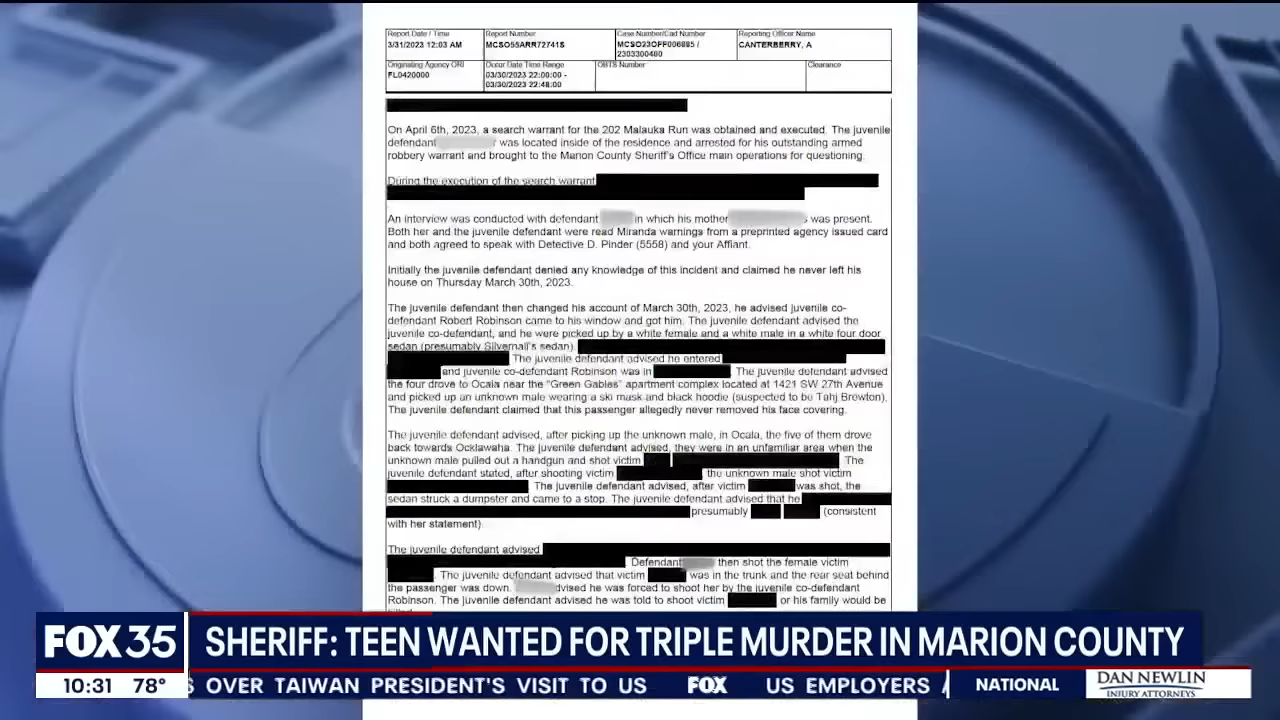 Report Date / Time
3/31/2023 12:03 AM
Report Number
MCSO55ARR72741S
Case Number/Cad Number
MCSO23OFF006885 /
2303300480
Reporting Officer Name
CANTERBERRY, A
Originating Agency ORI
FL0420000
Occur Date Time Range
03/30/2023 22:00:00 -
03/30/2023 22:48:00
OBTS Number
Clearance
On April 6th, 2023, a search warrant for the 202 Malauka Run was obtained and executed. The juvenile
defendant was located inside of the residence and arrested for his outstanding armed
robbery warrant and brought to the Marion County Sheriff's Office main operations for questioning.
During the execution of the search warrant
An interview was conducted with defendant in which his mother was present.
Both her and the juvenile defendant were read Miranda warnings from a preprinted agency issued card
and both agreed to speak with Detective D. Pinder (5558) and your Affiant.
Initially the juvenile defendant denied any knowledge of this incident and claimed he never left his
house on Thursday March 30th, 2023.
The juvenile defendant then changed his account of March 30th, 2023, he advised juvenile co-
defendant Robert Robinson came to his window and got him. The juvenile defendant advised the
juvenile co-defendant, and he were picked up by a white female and a white male in a white four door
sedan (presumably Silvernail's sedan)
The juvenile defendant advised he entered
and juvenile co-defendant Robinson was in . The juvenile defendant advised
the four drove to Ocala near the "Green Gables" apartment complex located at 1421 SW 27th Avenue
and picked up an unknown male wearing a ski mask and black hoodie (suspected to be Tahj Brewton).
The juvenile defendant claimed that this passenger allegedly never removed his face covering.
The juvenile defendant advised, after picking up the unknown male, in Ocala, the five of them drove
back towards Ocklawaha. The juvenile defendant advised, they were in an unfamiliar area when the
unknown male pulled out a handgun and shot victim The
juvenile defendant stated, after shooting victim the unknown male shot victim
The juvenile defendant advised, after victim was shot, the
sedan struck a dumpster and came to a stop. The juvenile defendant advised that he
presumably (consistent
with her statement).
The juvenile defendant advised
Defendant then shot the female victim
. The juvenile defendant advised that victim was in the trunk and the rear seat behind
the passenger was down. dvised he was forced to shoot her by the juvenile co-defendant
Robinson. The juvenile defendant advised he was told to shoot victim or his family would be
FOX 35
SHERIFF: TEEN WANTED FOR TRIPLE MURDER IN MARION COUNTY
10:31 78° S OVER TAIWAN PRESIDENT'S VISIT TO US FOX US EMPLOYERS NATIONAL
DAN NEWLIN
INJURY ATTORNEYS